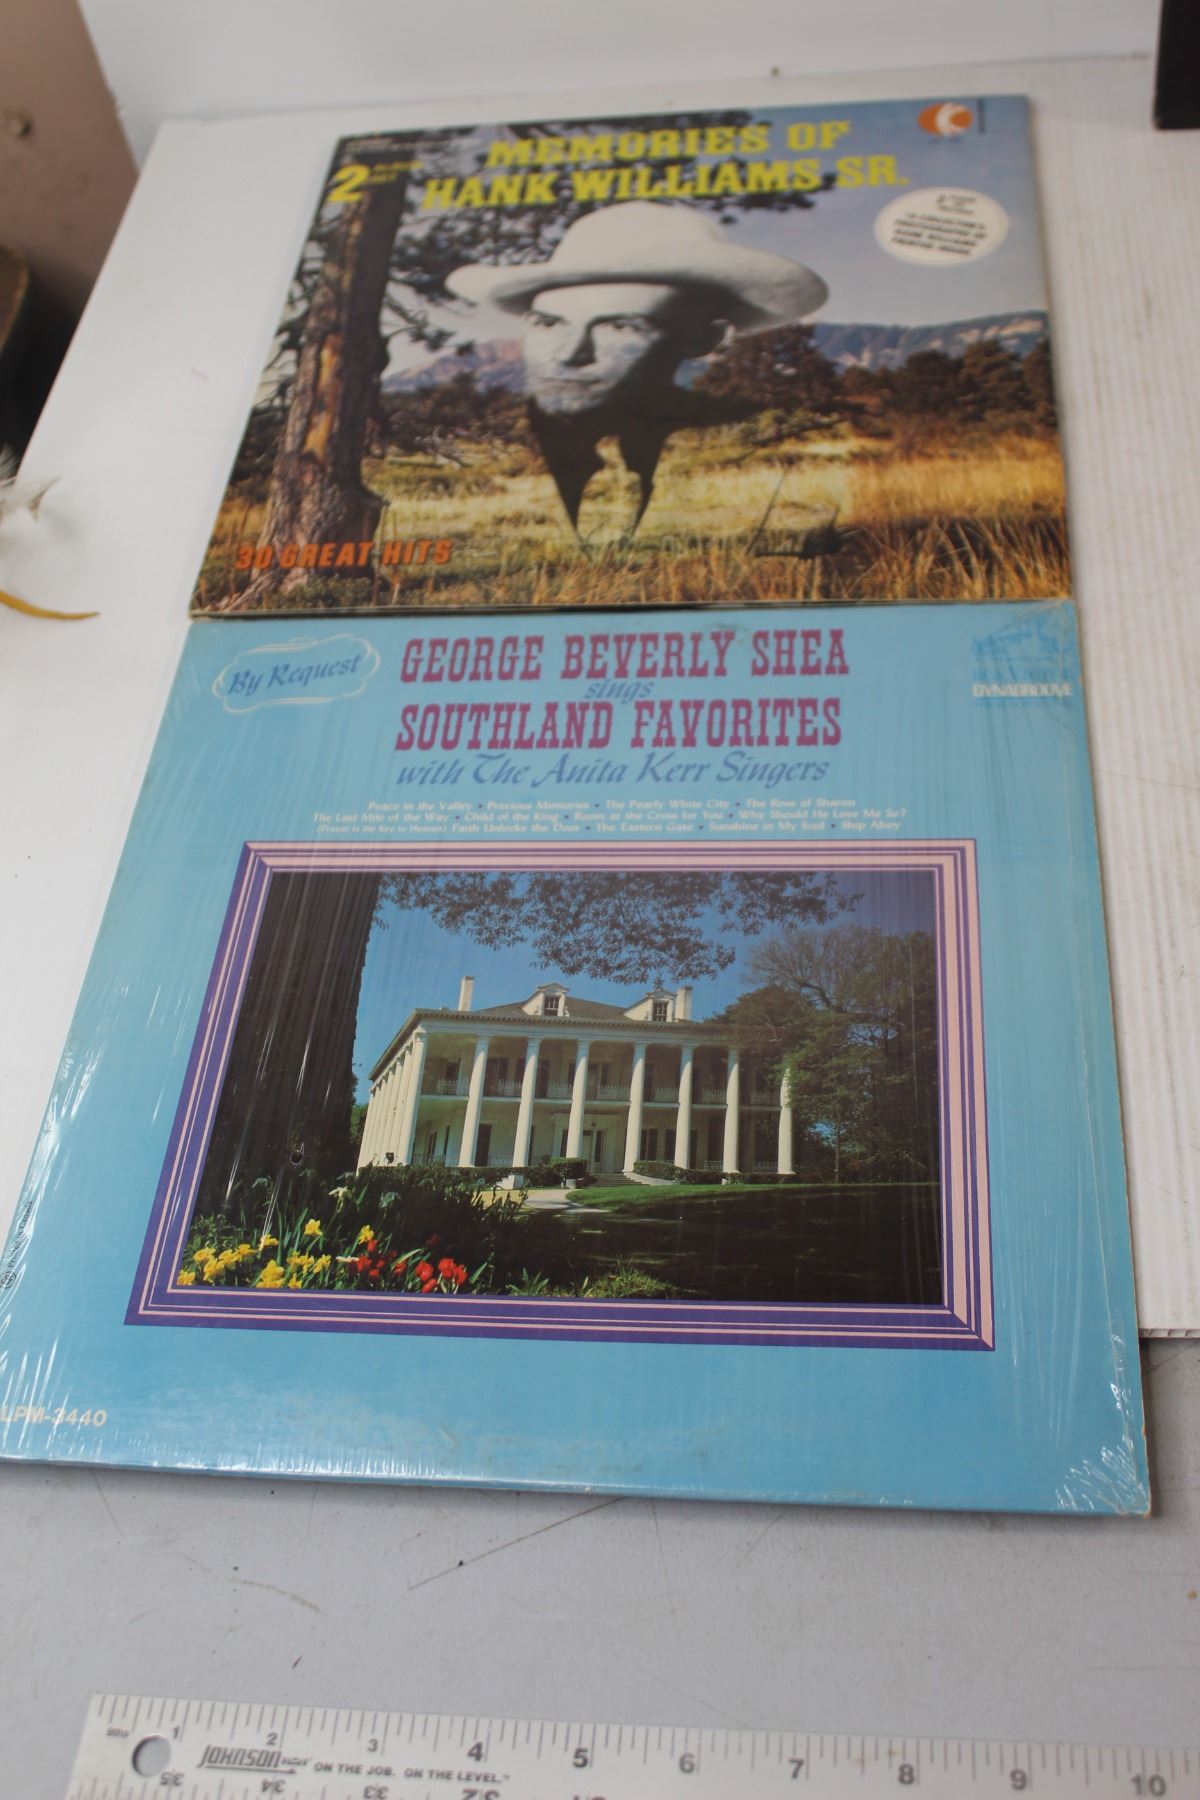 MEMORIES OF
HANK WILLIAMS SR.
2
30 GREAT HITS
By Request
GEORGE BEVERLY SHEA
sings
SOUTHLAND FAVORITES
with The Anita Kerr Singers
DYNAGROOVE
Peace in the Valley • Precious Memories • The Pearly White City • The Rose of Sharon
The Last Mile of the Way • Child of the King • Room at the Cross for You • Why Should He Love Me So?
(Prayer Is the Key to Heaven) Faith Unlocks the Door • The Eastern Gate • Sunshine in My Soul • Ship Ahoy
LPM-3440
1 2 3 4 5 6 7 8 9 10
JOHNSON ON THE JOB. ON THE LEVEL.™
35 34 33 32